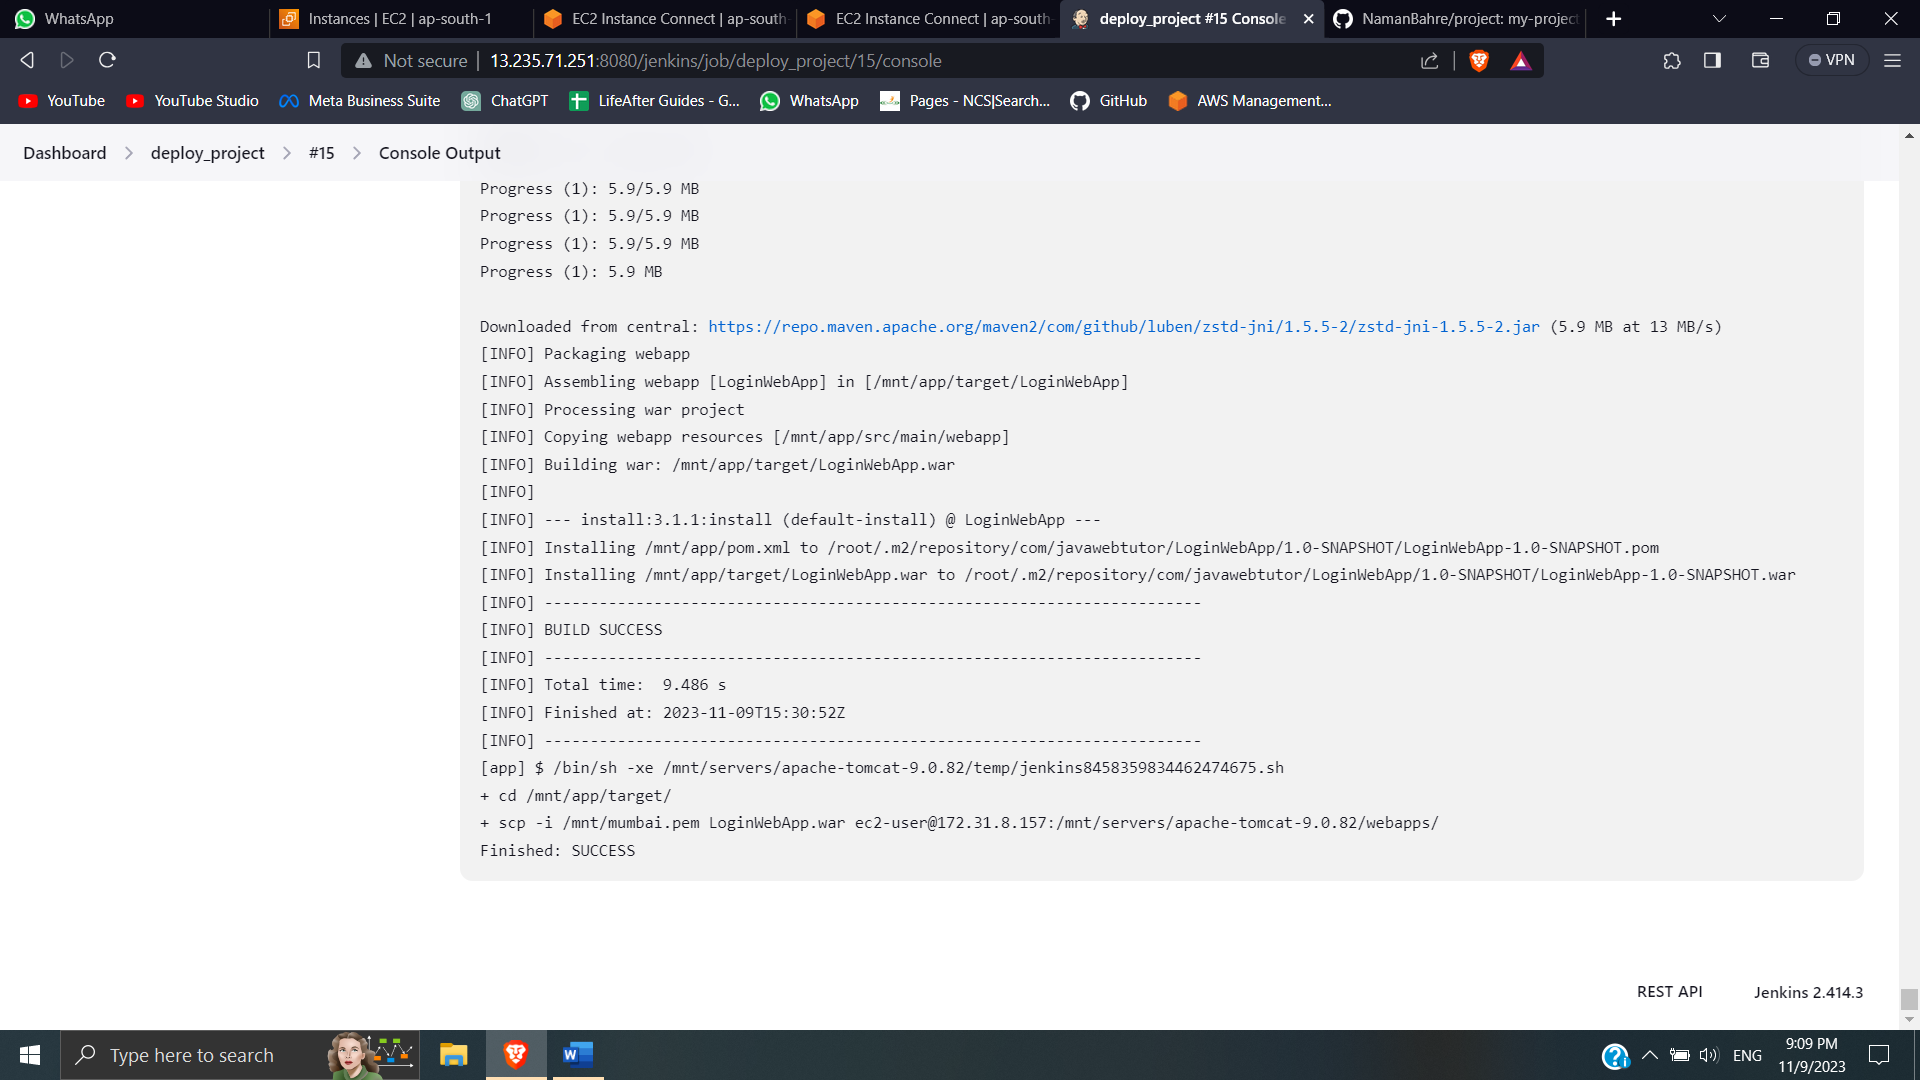 WhatsApp
Instances | EC2 | ap-south-1
EC2 Instance Connect | ap-south-
EC2 Instance Connect | ap-south-
deploy_project #15 Console
NamanBahre/project: my-project
Not secure
13.235.71.251:8080/jenkins/job/deploy_project/15/console
VPN
YouTube
YouTube Studio
Meta Business Suite
ChatGPT
LifeAfter Guides - G...
WhatsApp
Pages - NCS|Search...
GitHub
AWS Management...
Dashboard
deploy_project
#15
Console Output
Progress (1): 5.9/5.9 MB
Progress (1): 5.9/5.9 MB
Progress (1): 5.9/5.9 MB
Progress (1): 5.9 MB
Downloaded from central: https://repo.maven.apache.org/maven2/com/github/luben/zstd-jni/1.5.5-2/zstd-jni-1.5.5-2.jar (5.9 MB at 13 MB/s)
[INFO] Packaging webapp
[INFO] Assembling webapp [LoginWebApp] in [/mnt/app/target/LoginWebApp]
[INFO] Processing war project
[INFO] Copying webapp resources [/mnt/app/src/main/webapp]
[INFO] Building war: /mnt/app/target/LoginWebApp.war
[INFO]
[INFO] --- install:3.1.1:install (default-install) @ LoginWebApp ---
[INFO] Installing /mnt/app/pom.xml to /root/.m2/repository/com/javawebtutor/LoginWebApp/1.0-SNAPSHOT/LoginWebApp-1.0-SNAPSHOT.pom
[INFO] Installing /mnt/app/target/LoginWebApp.war to /root/.m2/repository/com/javawebtutor/LoginWebApp/1.0-SNAPSHOT/LoginWebApp-1.0-SNAPSHOT.war
[INFO] ------------------------------------------------------------------------
[INFO] BUILD SUCCESS
[INFO] ------------------------------------------------------------------------
[INFO] Total time:  9.486 s
[INFO] Finished at: 2023-11-09T15:30:52Z
[INFO] ------------------------------------------------------------------------
[app] $ /bin/sh -xe /mnt/servers/apache-tomcat-9.0.82/temp/jenkins8458359834462474675.sh
+ cd /mnt/app/target/
+ scp -i /mnt/mumbai.pem LoginWebApp.war ec2-user@172.31.8.157:/mnt/servers/apache-tomcat-9.0.82/webapps/
Finished: SUCCESS
REST API
Jenkins 2.414.3
Type here to search
ENG
9:09 PM
11/9/2023